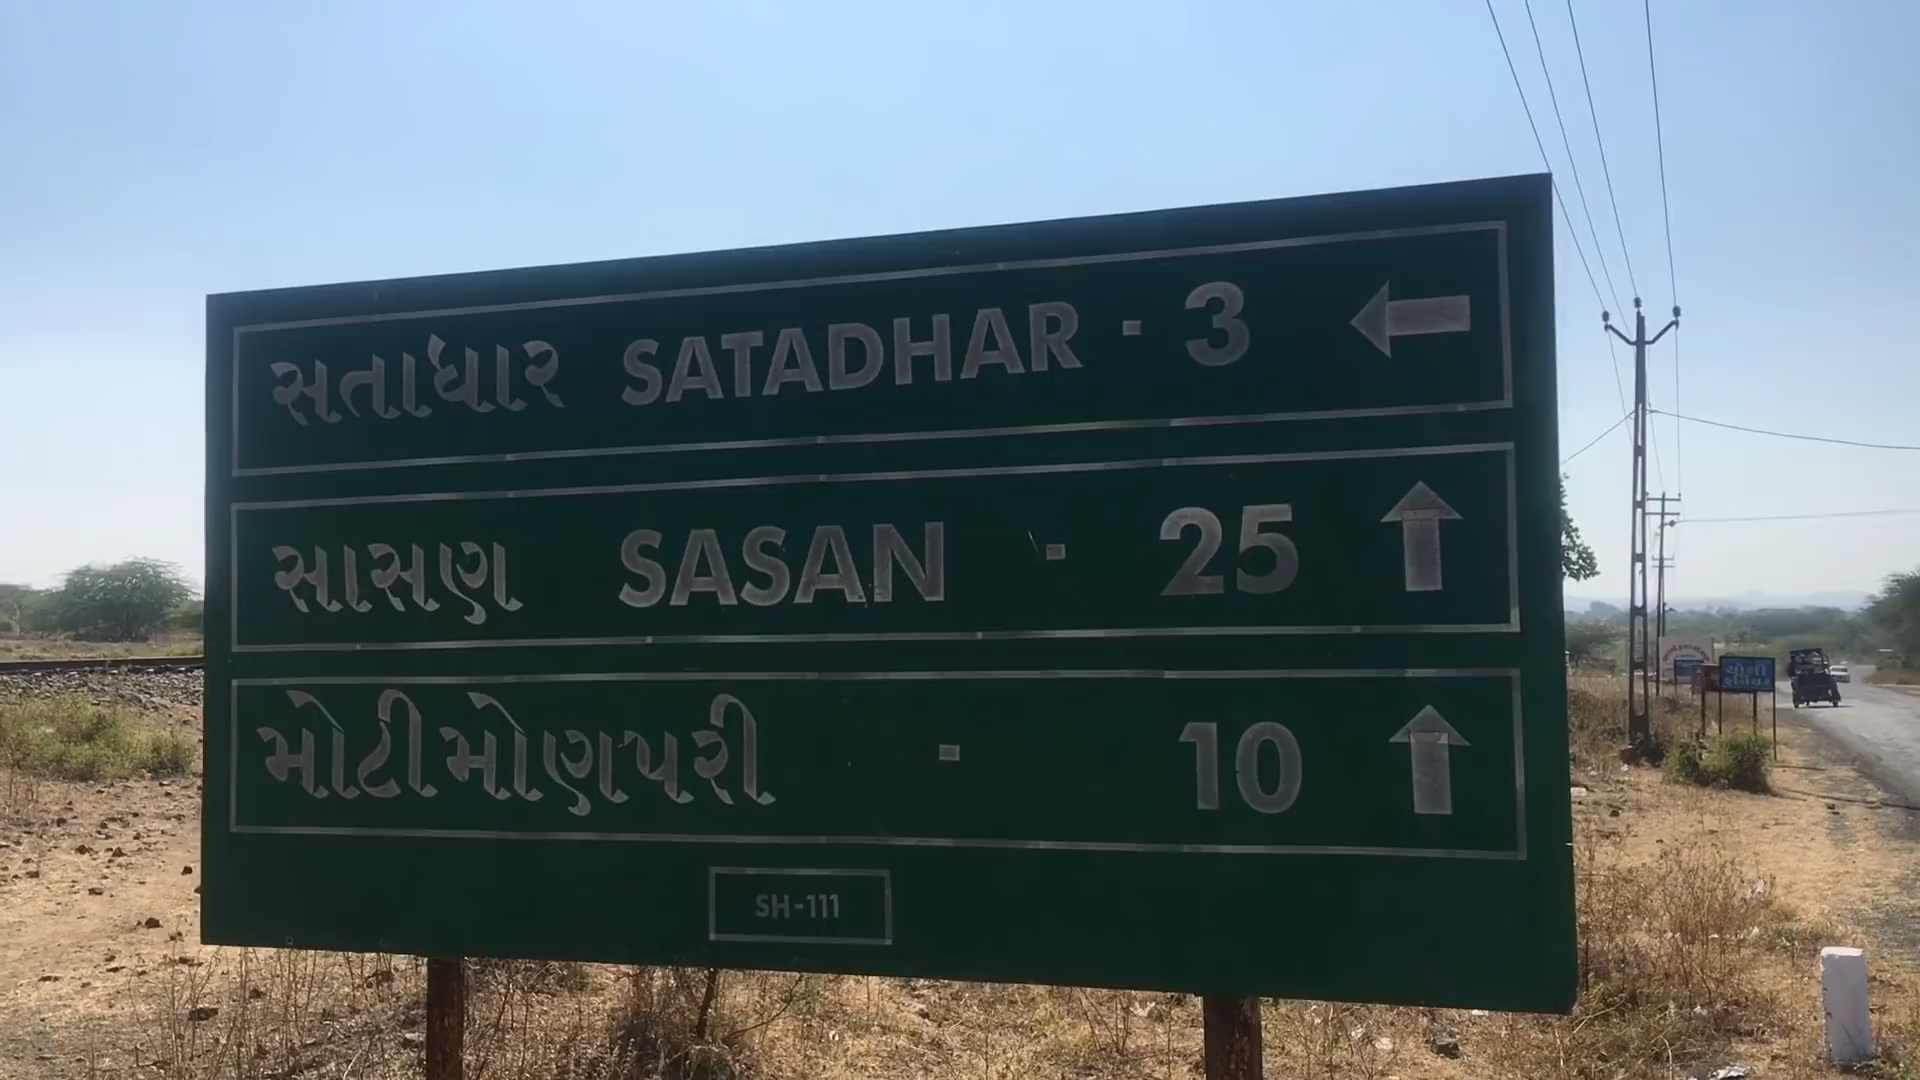 સતાધાર SATADHAR · 3
સાસણ SASAN · 25
મોટીમોણપરી · 10
SH-111